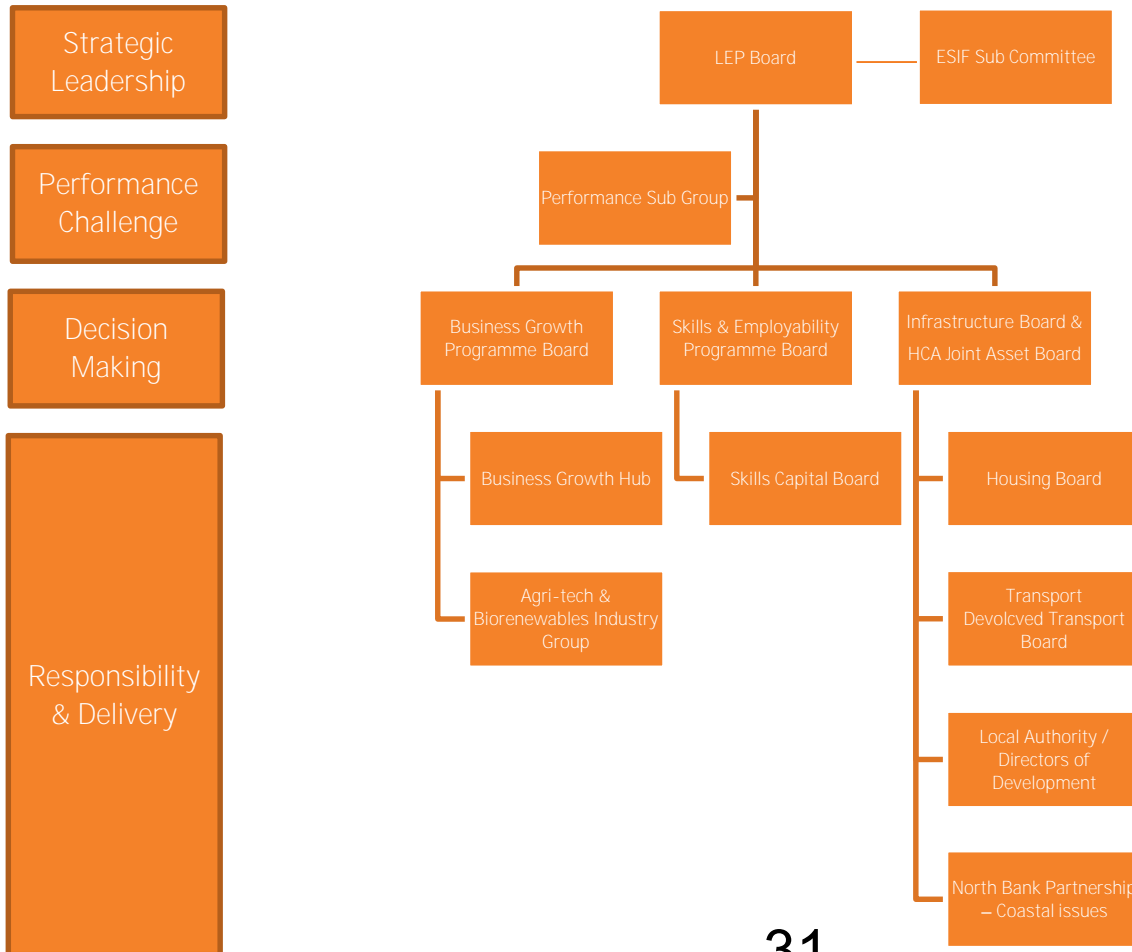 Strategic
Leadership
LEP Board
ESIF Sub Committee
Performance
Challenge
Performance Sub Group
Decision
Making
Business Growth
Programme Board
Skills & Employability
Programme Board
Infrastructure Board &
HCA Joint Asset Board
Responsibility
& Delivery
Business Growth Hub
Skills Capital Board
Housing Board
Agri-tech &
Biorenewables Industry
Group
Transport
Devolcved Transport
Board
Local Authority /
Directors of
Development
North Bank Partnership
– Coastal issues
31